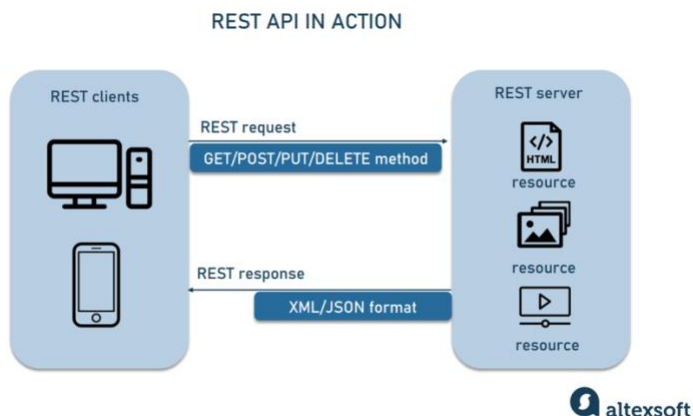 REST API IN ACTION
REST clients
REST request
GET/POST/PUT/DELETE method
REST response
XML/JSON format
REST server
</>
HTML
resource
resource
resource
altexsoft